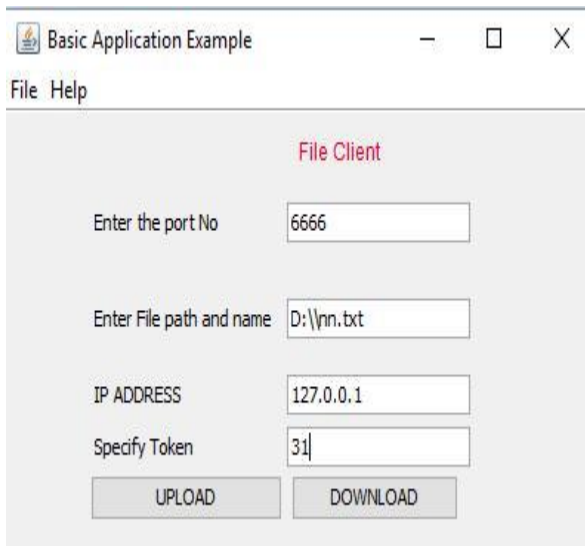 Basic Application Example
File Help
File Client
Enter the port No 6666
Enter File path and name D:\\nn.txt
IP ADDRESS 127.0.0.1
Specify Token 31
UPLOAD DOWNLOAD